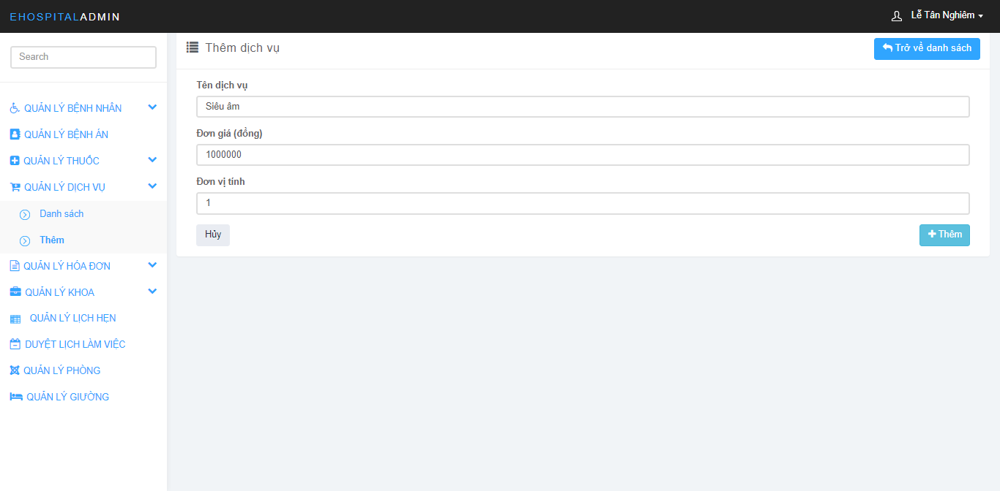 EHOSPITALADMIN
Lễ Tân Nghiêm
Search
QUẢN LÝ BỆNH NHÂN
QUẢN LÝ BỆNH ÁN
QUẢN LÝ THUỐC
QUẢN LÝ DỊCH VỤ
Danh sách
Thêm
QUẢN LÝ HÓA ĐƠN
QUẢN LÝ KHOA
QUẢN LÝ LỊCH HẸN
DUYỆT LỊCH LÀM VIỆC
QUẢN LÝ PHÒNG
QUẢN LÝ GIƯỜNG
Thêm dịch vụ
Trở về danh sách
Tên dịch vụ
Siêu âm
Đơn giá (đồng)
1000000
Đơn vị tính
1
Hủy
Thêm